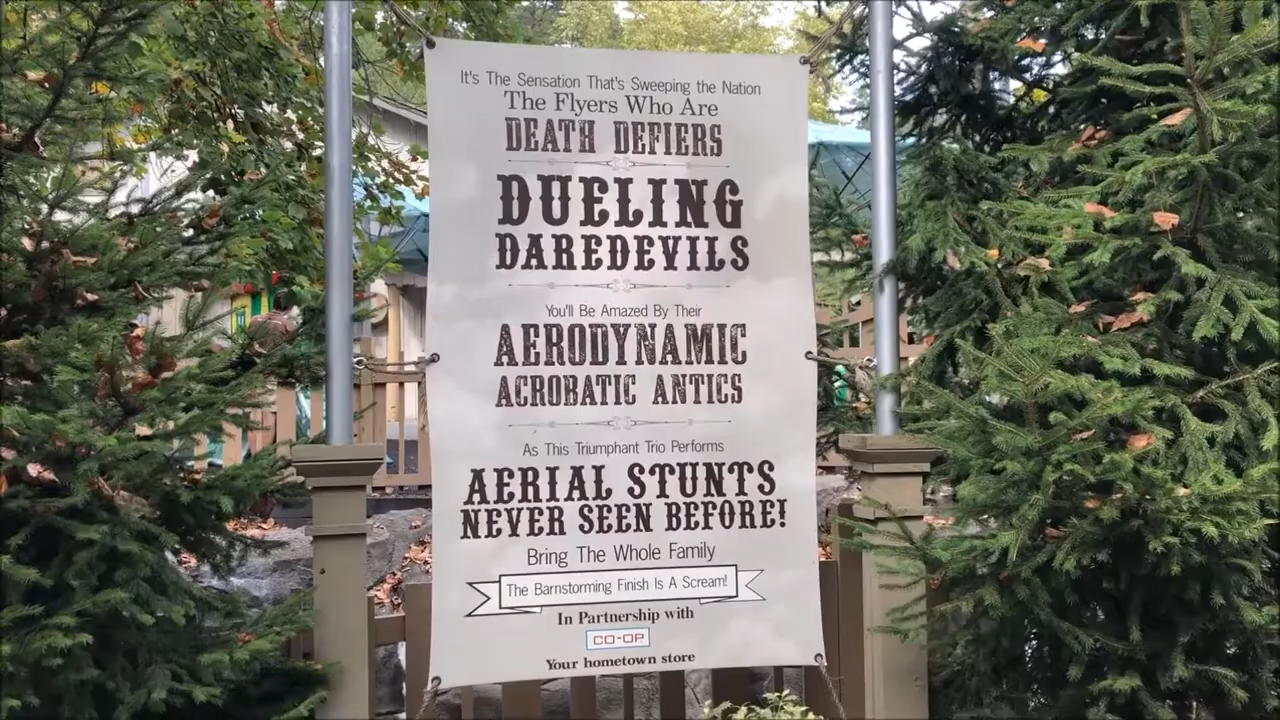 It's The Sensation That's Sweeping the Nation
The Flyers Who Are
DEATH DEFIERS
DUELING
DAREDEVILS
You'll Be Amazed By Their
AERODYNAMIC
ACROBATIC ANTICS
As This Triumphant Trio Performs
AERIAL STUNTS
NEVER SEEN BEFORE!
Bring The Whole Family
The Barnstorming Finish Is A Scream!
In Partnership with
CO-OP
Your hometown store